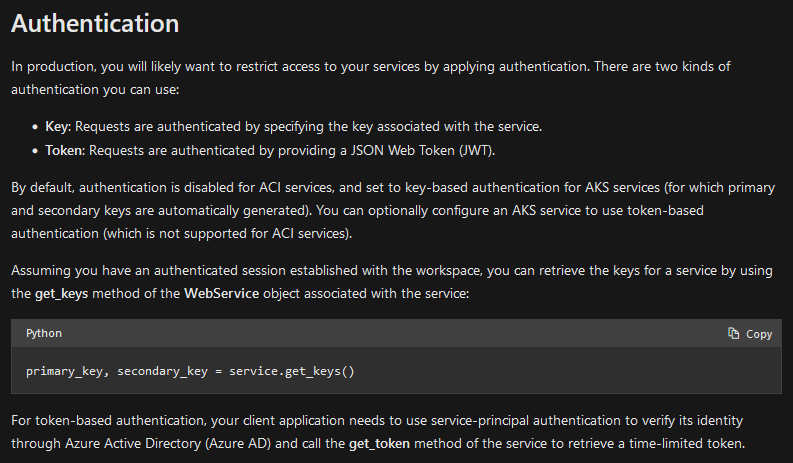 Authentication
In production, you will likely want to restrict access to your services by applying authentication. There are two kinds of
authentication you can use:
• Key: Requests are authenticated by specifying the key associated with the service.
• Token: Requests are authenticated by providing a JSON Web Token (JWT).
By default, authentication is disabled for ACI services, and set to key-based authentication for AKS services (for which primary
and secondary keys are automatically generated). You can optionally configure an AKS service to use token-based
authentication (which is not supported for ACI services).
Assuming you have an authenticated session established with the workspace, you can retrieve the keys for a service by using
the get_keys method of the WebService object associated with the service:
Python Copy
primary_key, secondary_key = service.get_keys()
For token-based authentication, your client application needs to use service-principal authentication to verify its identity
through Azure Active Directory (Azure AD) and call the get_token method of the service to retrieve a time-limited token.